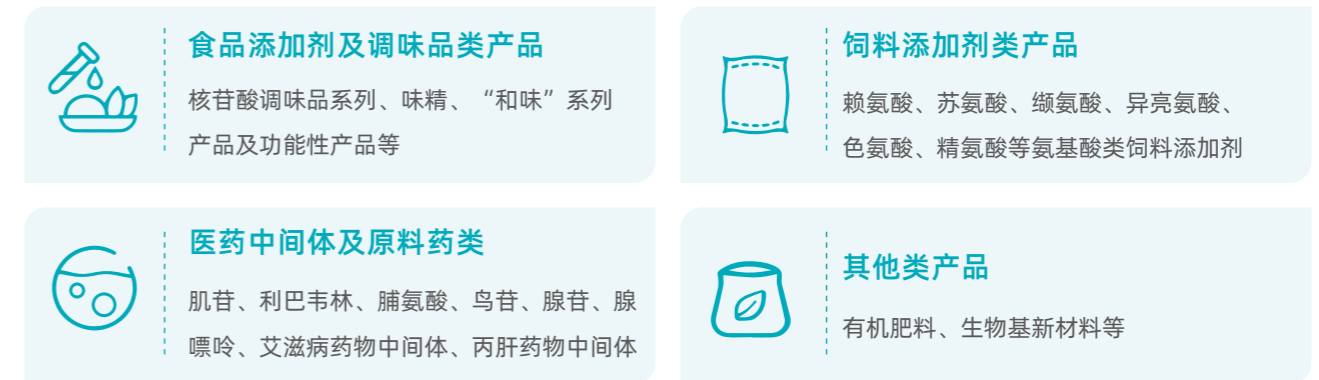 食品添加剂及调味品类产品
核苷酸调味品系列、味精、“和味”系列
产品及功能性产品等
饲料添加剂类产品
赖氨酸、苏氨酸、缬氨酸、异亮氨酸、
色氨酸、精氨酸等氨基酸类饲料添加剂
医药中间体及原料药类
肌苷、利巴韦林、脯氨酸、鸟苷、腺苷、腺
嘌呤、艾滋病药物中间体、丙肝药物中间体
其他类产品
有机肥料、生物基新材料等